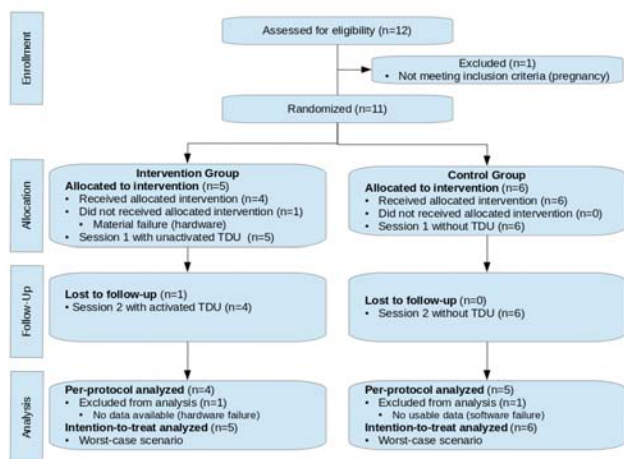 Enrollment
Assessed for eligibility (n=12)
Excluded (n=1)
• Not meeting inclusion criteria (pregnancy)
Randomized (n=11)
Allocation
Intervention Group
Allocated to intervention (n=5)
• Received allocated intervention (n=4)
• Did not received allocated intervention (n=1)
• Material failure (hardware)
• Session 1 with unactivated TDU (n=5)
Control Group
Allocated to intervention (n=6)
• Received allocated intervention (n=6)
• Did not received allocated intervention (n=0)
• Session 1 without TDU (n=6)
Follow-Up
Lost to follow-up (n=1)
• Session 2 with activated TDU (n=4)
Lost to follow-up (n=0)
• Session 2 without TDU (n=6)
Analysis
Per-protocol analyzed (n=4)
• Excluded from analysis (n=1)
• No data available (hardware failure)
Intention-to-treat analyzed (n=5)
• Worst-case scenario
Per-protocol analyzed (n=5)
• Excluded from analysis (n=1)
• No usable data (software failure)
Intention-to-treat analyzed (n=6)
• Worst-case scenario